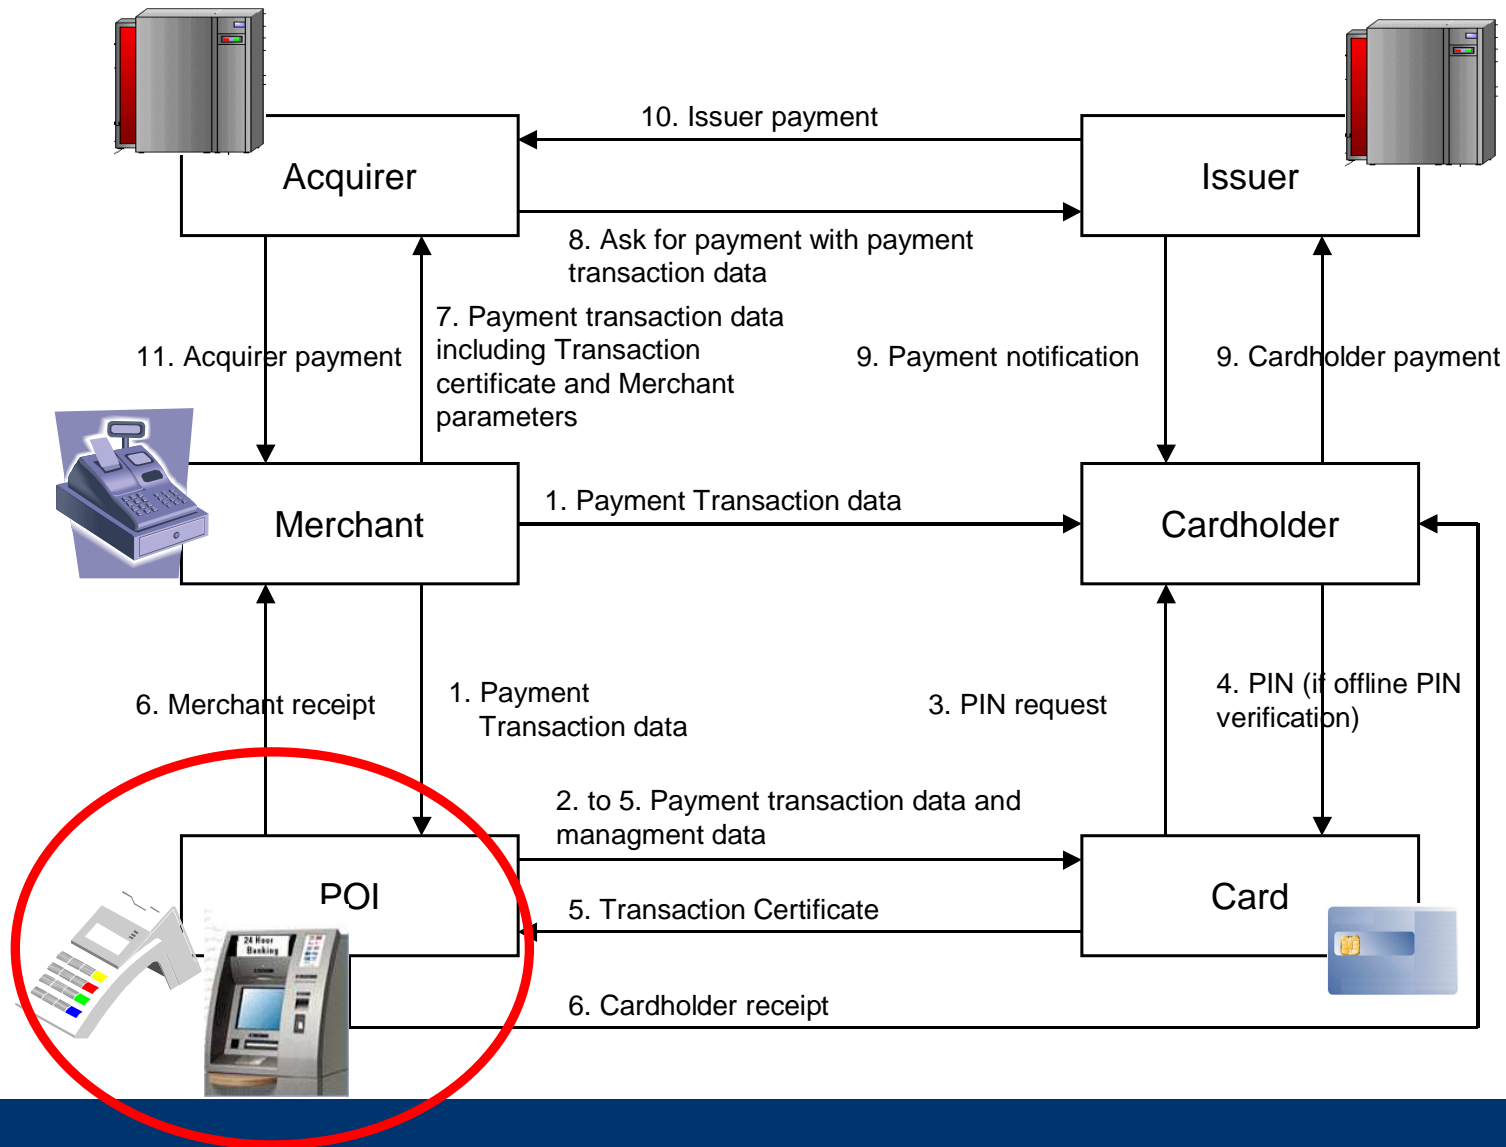 10. Issuer payment
Acquirer
Issuer
8. Ask for payment with payment
transaction data
7. Payment transaction data
including Transaction
certificate and Merchant
parameters
11. Acquirer payment
9. Payment notification
9. Cardholder payment
1. Payment Transaction data
Merchant
Cardholder
6. Merchant receipt
1. Payment
Transaction data
3. PIN request
4. PIN (if offline PIN
verification)
2. to 5. Payment transaction data and
managment data
POI
Card
5. Transaction Certificate
24 Hour
Banking
6. Cardholder receipt